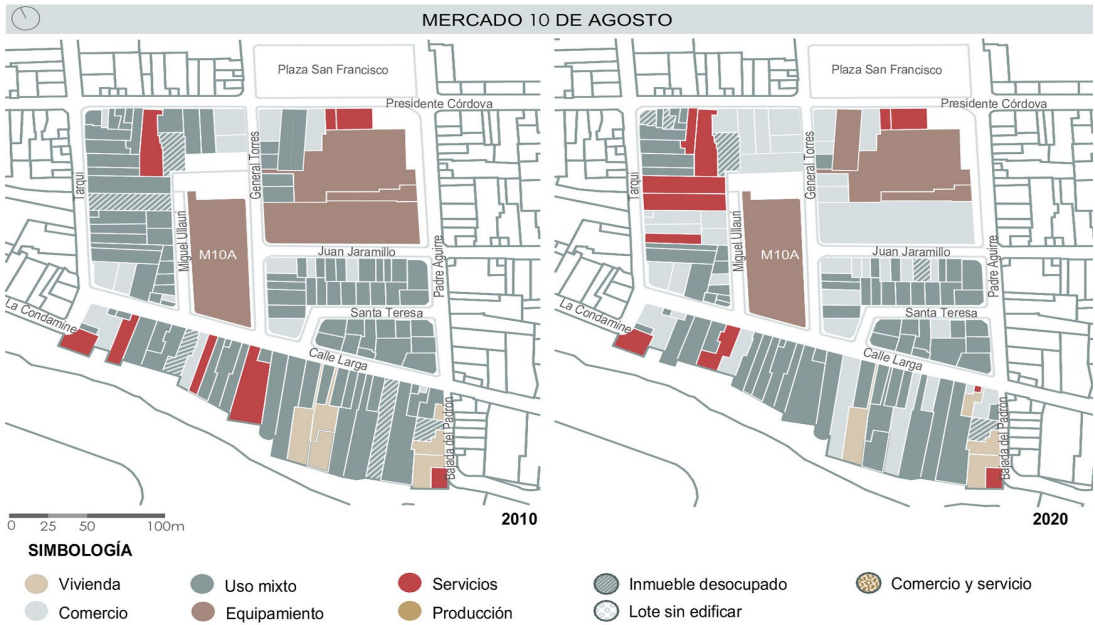 MERCADO 10 DE AGOSTO
Plaza San Francisco
Presidente Córdova
General Torres
Tarqui
Miguel Ullauri
M10A
Juan Jaramillo
Padre Aguirre
Santa Teresa
La Condamine
Calle Larga
Bajada del Padrón
0 25 50 100m
2010
Plaza San Francisco
Presidente Córdova
General Torres
Tarqui
Miguel Ullauri
M10A
Juan Jaramillo
Padre Aguirre
Santa Teresa
La Condamine
Calle Larga
Bajada del Padrón
2020
SIMBOLOGÍA
Vivienda
Uso mixto
Servicios
Inmueble desocupado
Comercio y servicio
Comercio
Equipamiento
Producción
Lote sin edificar